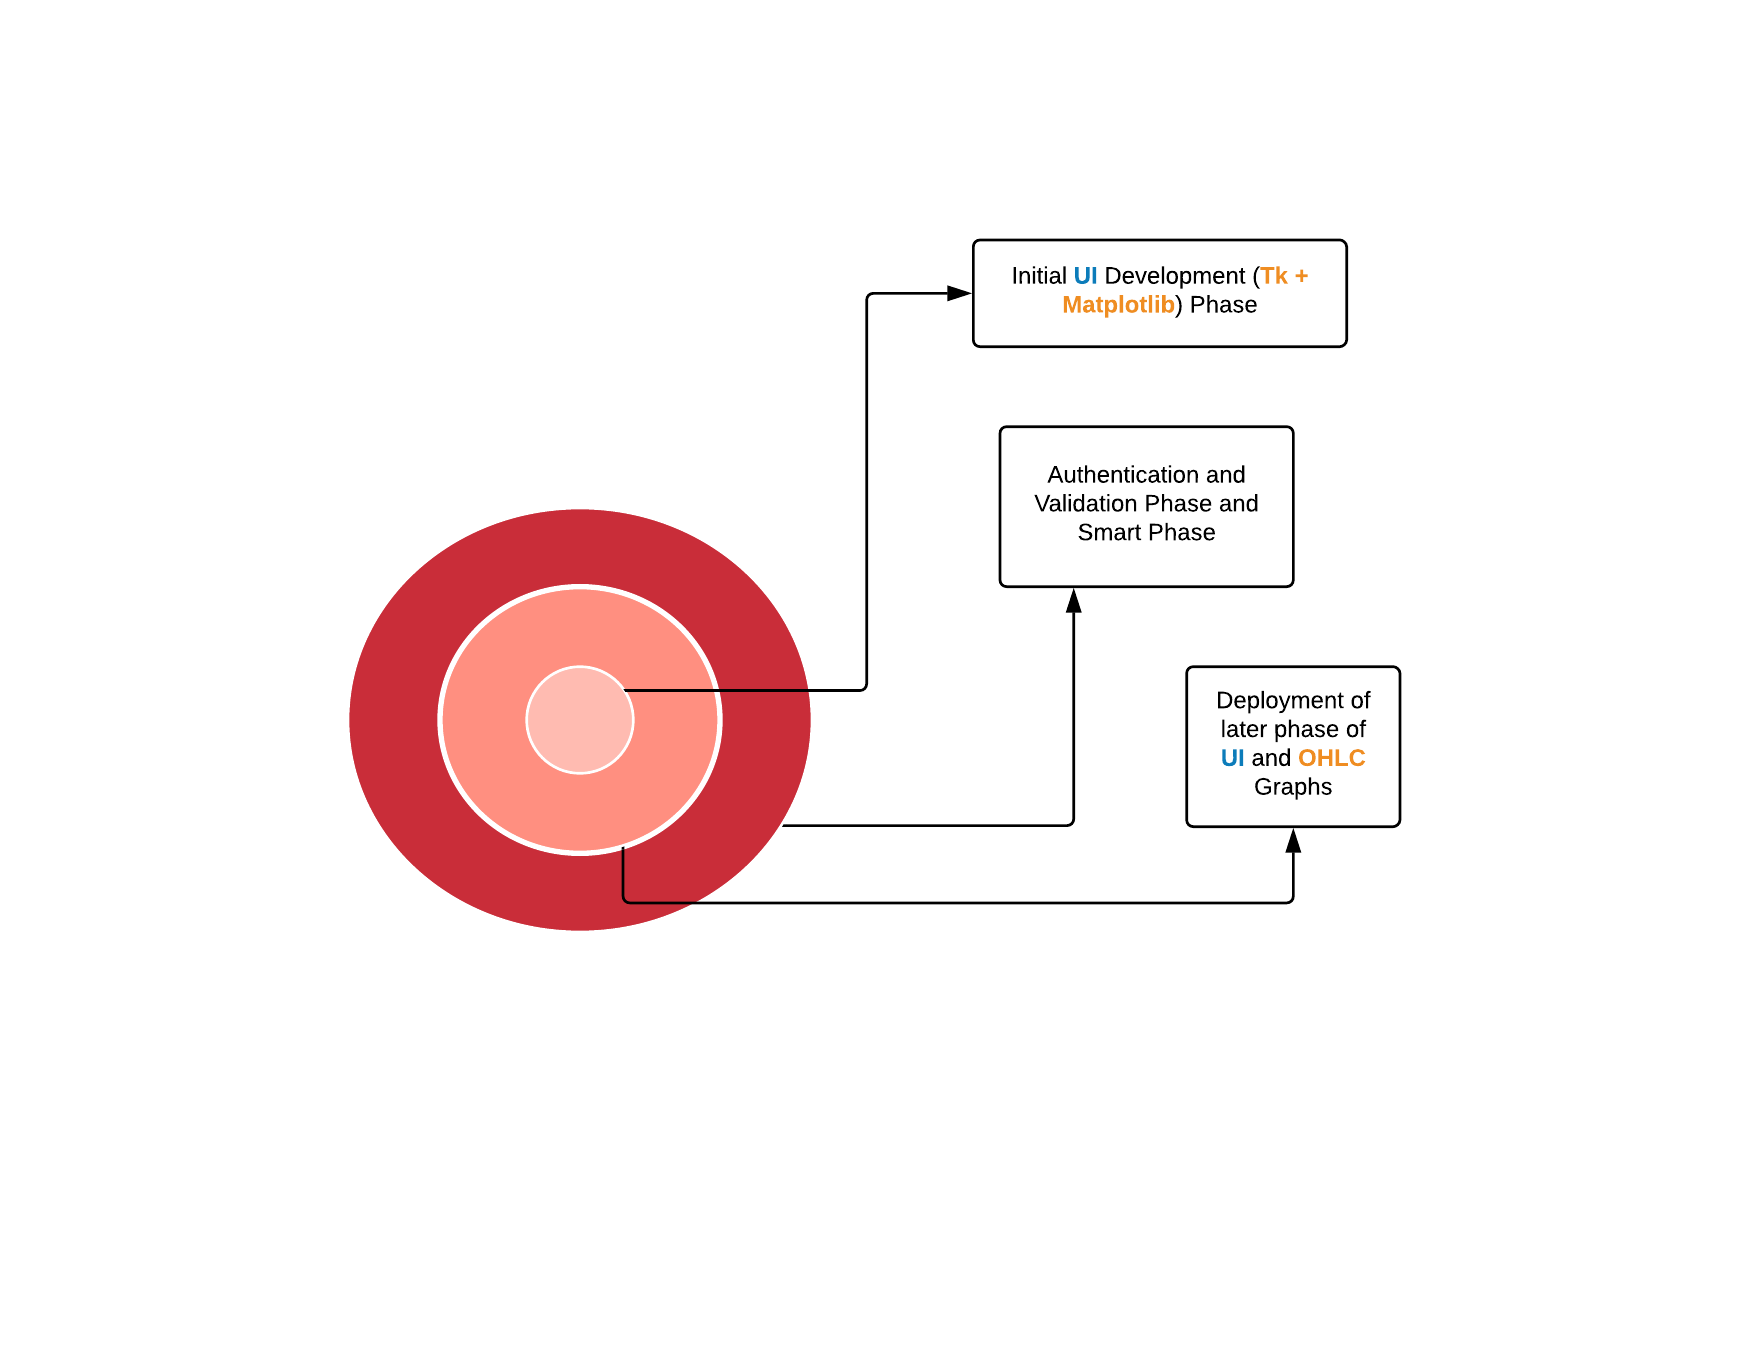 Initial UI Development (Tk +
Matplotlib) Phase
Authentication and
Validation Phase and
Smart Phase
Deployment of
later phase of
UI and OHLC
Graphs